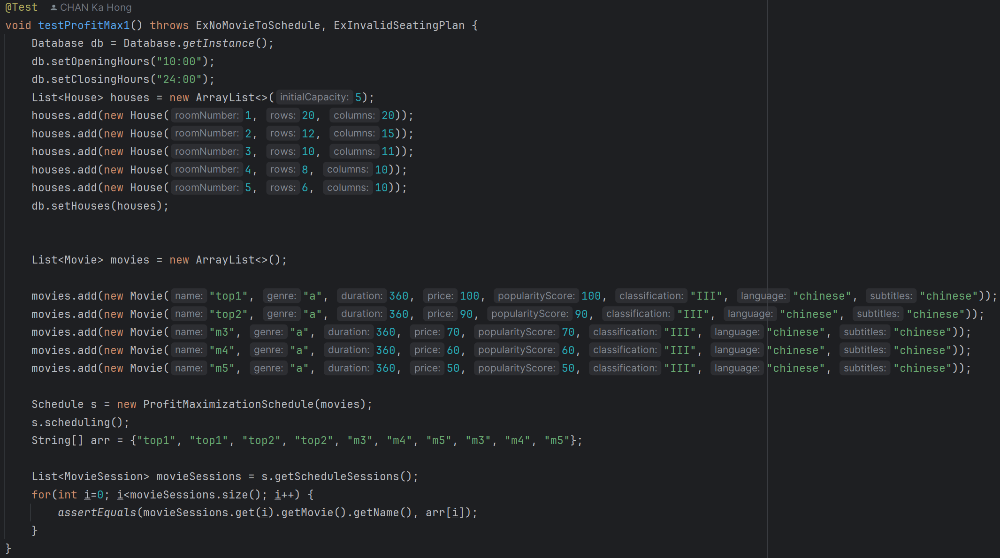 @Test CHAN Ka Hong
void testProfitMax1() throws ExNoMovieToSchedule, ExInvalidSeatingPlan {
    Database db = Database.getInstance();
    db.setOpeningHours("10:00");
    db.setClosingHours("24:00");
    List<House> houses = new ArrayList<>( initialCapacity: 5);
    houses.add(new House( roomNumber: 1, rows: 20, columns: 20));
    houses.add(new House( roomNumber: 2, rows: 12, columns: 15));
    houses.add(new House( roomNumber: 3, rows: 10, columns: 11));
    houses.add(new House( roomNumber: 4, rows: 8, columns: 10));
    houses.add(new House( roomNumber: 5, rows: 6, columns: 10));
    db.setHouses(houses);
    List<Movie> movies = new ArrayList<>();
    movies.add(new Movie( name: "top1", genre: "a", duration: 360, price: 100, popularityScore: 100, classification: "III", language: "chinese", subtitles: "chinese"));
    movies.add(new Movie( name: "top2", genre: "a", duration: 360, price: 90, popularityScore: 90, classification: "III", language: "chinese", subtitles: "chinese"));
    movies.add(new Movie( name: "m3", genre: "a", duration: 360, price: 70, popularityScore: 70, classification: "III", language: "chinese", subtitles: "chinese"));
    movies.add(new Movie( name: "m4", genre: "a", duration: 360, price: 60, popularityScore: 60, classification: "III", language: "chinese", subtitles: "chinese"));
    movies.add(new Movie( name: "m5", genre: "a", duration: 360, price: 50, popularityScore: 50, classification: "III", language: "chinese", subtitles: "chinese"));
    Schedule s = new ProfitMaximizationSchedule(movies);
    s.scheduling();
    String[] arr = {"top1", "top1", "top2", "top2", "m3", "m4", "m5", "m3", "m4", "m5"};
    List<MovieSession> movieSessions = s.getScheduleSessions();
    for(int i=0; i<movieSessions.size(); i++) {
        assertEquals(movieSessions.get(i).getMovie().getName(), arr[i]);
    }
}